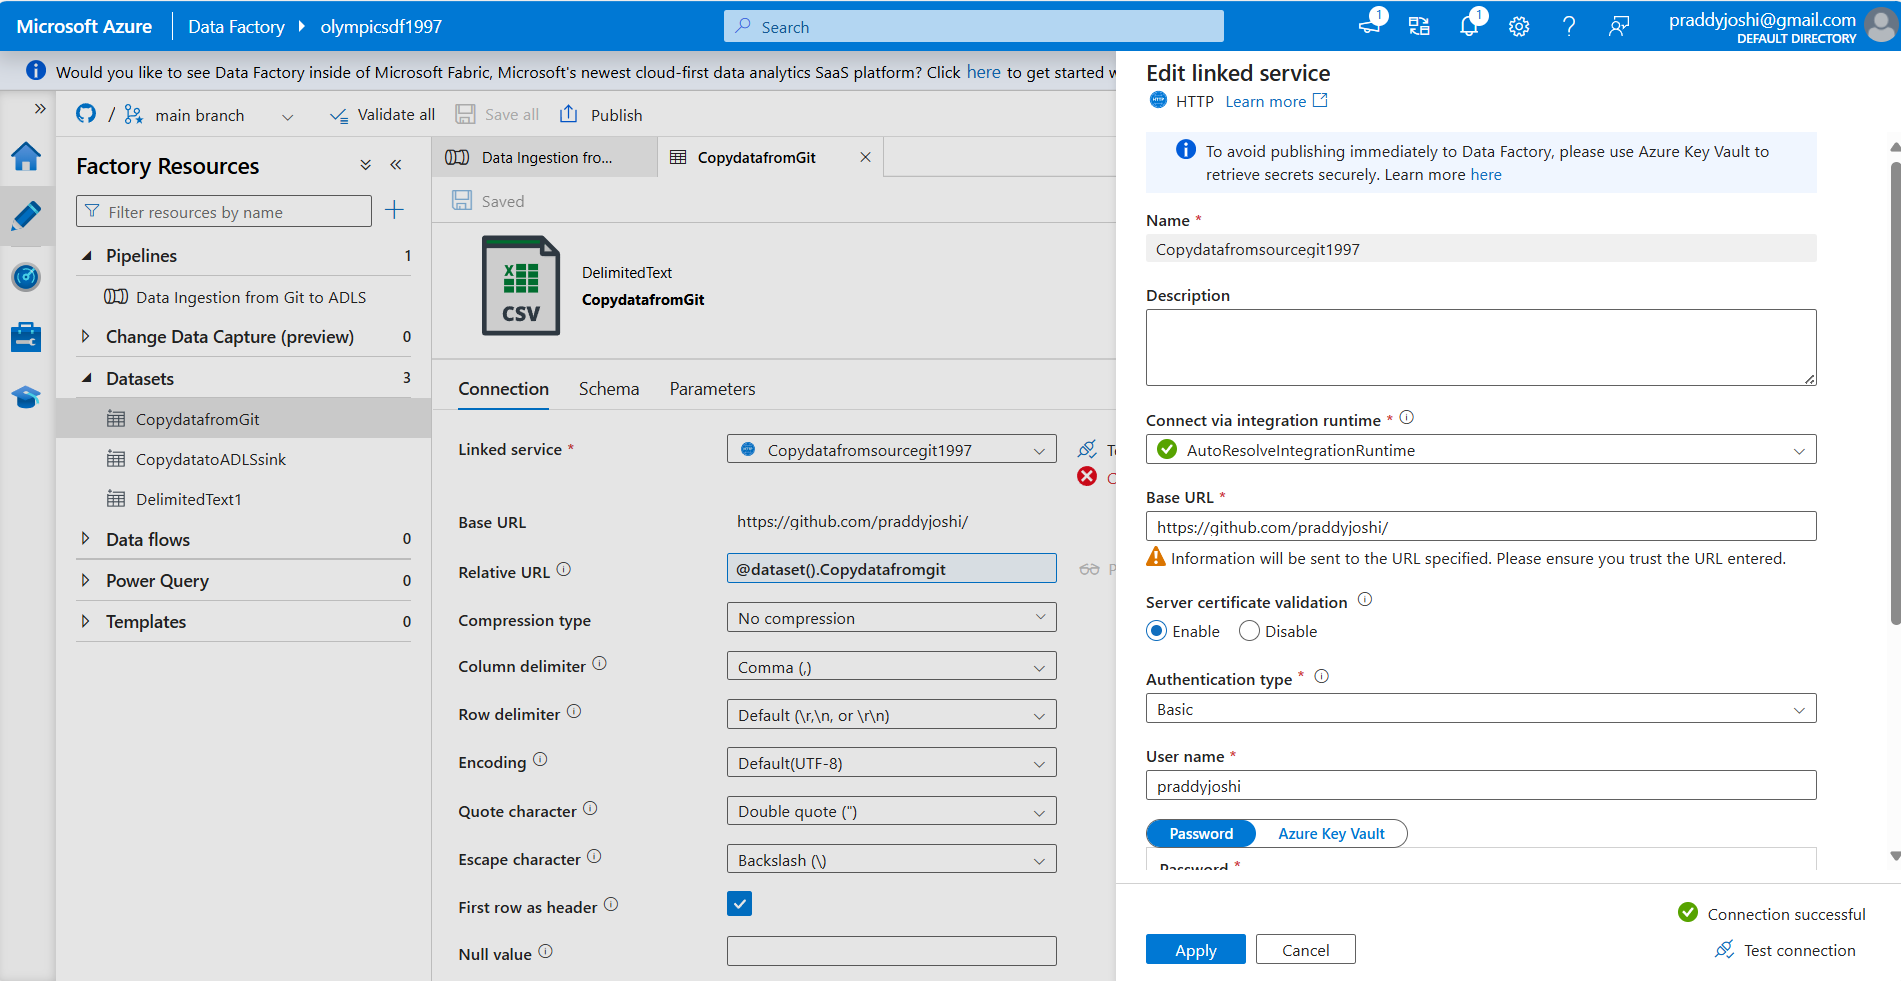 Microsoft Azure
Data Factory
olympicsdf1997
Search
1
1
praddyjoshi@gmail.com
DEFAULT DIRECTORY
Would you like to see Data Factory inside of Microsoft Fabric, Microsoft's newest cloud-first data analytics SaaS platform? Click here to get started
/ main branch
Validate all
Save all
Publish
Factory Resources
Filter resources by name
Pipelines 1
Data Ingestion from Git to ADLS
Change Data Capture (preview) 0
Datasets 3
CopydatafromGit
CopydatatoADLSsink
DelimitedText1
Data flows 0
Power Query 0
Templates 0
Data Ingestion fro...
CopydatafromGit
Saved
X
CSV
DelimitedText
CopydatafromGit
Connection
Schema
Parameters
Linked service *
Copydatafromsourcegit1997
Base URL
https://github.com/praddyjoshi/
Relative URL
@dataset().Copydatafromgit
Compression type
No compression
Column delimiter
Comma (,)
Row delimiter
Default (\r,\n, or \r\n)
Encoding
Default(UTF-8)
Quote character
Double quote (")
Escape character
Backslash (\)
First row as header
Null value
Edit linked service
HTTP
Learn more
To avoid publishing immediately to Data Factory, please use Azure Key Vault to
retrieve secrets securely. Learn more here
Name *
Copydatafromsourcegit1997
Description
Connect via integration runtime *
AutoResolveIntegrationRuntime
Base URL *
https://github.com/praddyjoshi/
Information will be sent to the URL specified. Please ensure you trust the URL entered.
Server certificate validation
Enable
Disable
Authentication type *
Basic
User name *
praddyjoshi
Password
Azure Key Vault
Password *
Connection successful
Apply
Cancel
Test connection